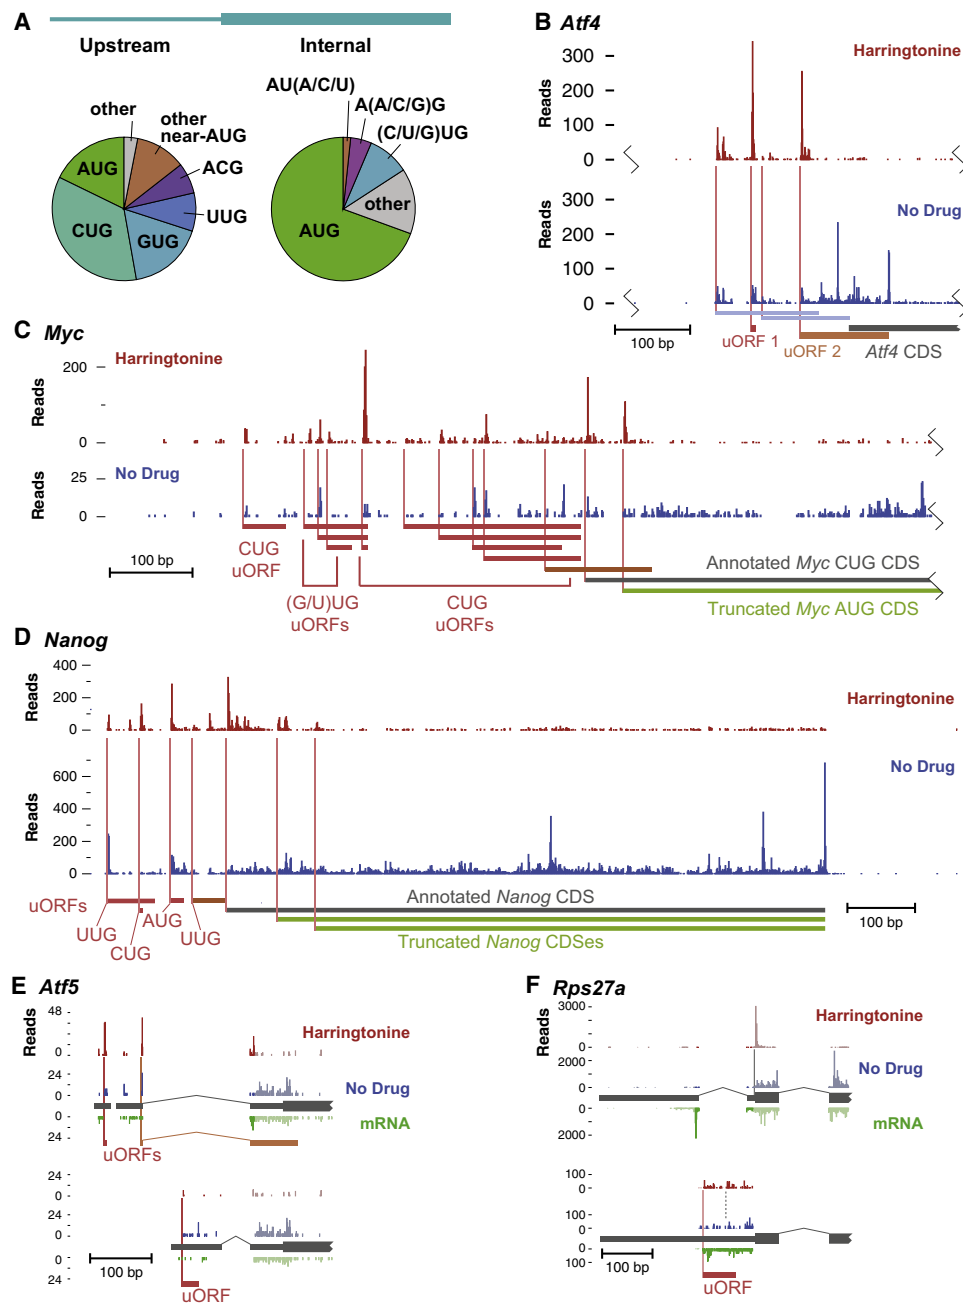 A
Upstream
Internal
other
other
near-AUG
ACG
UUG
GUG
CUG
AUG
AU(A/C/U)
A(A/C/G)G
(C/U/G)UG
other
AUG
B Atf4
Harringtonine
Reads
300
200
100
0
No Drug
Reads
300
200
100
0
100 bp
uORF 1
uORF 2
Atf4 CDS
C Myc
Harringtonine
Reads
200
0
No Drug
Reads
25
0
100 bp
CUG
uORF
(G/U)UG
uORFs
CUG
uORFs
Annotated Myc CUG CDS
Truncated Myc AUG CDS
D Nanog
Reads
400
200
0
Harringtonine
No Drug
Reads
600
400
200
0
uORFs
UUG
CUG
AUG
UUG
Annotated Nanog CDS
Truncated Nanog CDSes
100 bp
E Atf5
Reads
48
0
Harringtonine
24
0
No Drug
0
24
mRNA
uORFs
24
0
24
0
0
24
100 bp
uORF
F Rps27a
Reads
3000
0
Harringtonine
2000
0
No Drug
0
2000
mRNA
100
0
100
0
0
100
100 bp
uORF